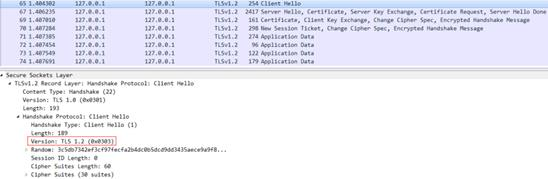 65 1.404302 127.0.0.1 127.0.0.1 TLSv1.2 254 Client Hello
67 1.406235 127.0.0.1 127.0.0.1 TLSv1.2 2417 Server Hello, Certificate, Server Key Exchange, Certificate Request, Server Hello Done
69 1.407010 127.0.0.1 127.0.0.1 TLSv1.2 161 Certificate, Client Key Exchange, Change Cipher Spec, Encrypted Handshake Message
70 1.407284 127.0.0.1 127.0.0.1 TLSv1.2 298 New Session Ticket, Change Cipher Spec, Encrypted Handshake Message
71 1.407385 127.0.0.1 127.0.0.1 TLSv1.2 274 Application Data
72 1.407454 127.0.0.1 127.0.0.1 TLSv1.2 96 Application Data
73 1.407549 127.0.0.1 127.0.0.1 TLSv1.2 122 Application Data
74 1.407691 127.0.0.1 127.0.0.1 TLSv1.2 179 Application Data
Secure Sockets Layer
TLSv1.2 Record Layer: Handshake Protocol: Client Hello
Content Type: Handshake (22)
Version: TLS 1.0 (0x0301)
Length: 193
Handshake Protocol: Client Hello
Handshake Type: Client Hello (1)
Length: 189
Version: TLS 1.2 (0x0303)
Random: 3c5db7342ef3cf97fecfa2b4dc0b5dcd9dd3435aece9a9f8...
Session ID Length: 0
Cipher Suites Length: 60
Cipher Suites (30 suites)